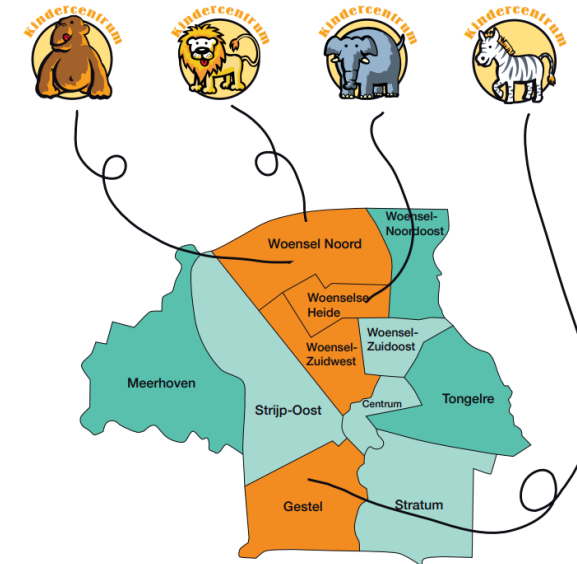 Kindercentrum
Kindercentrum
Kindercentrum
Kindercentrum
Woensel-
Noordoost
Woensel Noord
Woenselse
Heide
Woensel-
Zuidoost
Woensel-
Zuidwest
Meerhoven
Centrum
Tongelre
Strijp-Oost
Gestel
Stratum